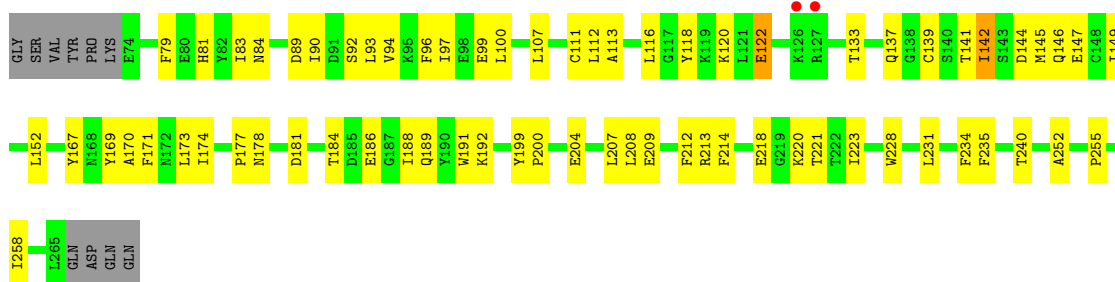 GLY SER VAL TYR PRO LYS E74 F79 E80 H81 Y82 I83 N84 D89 I90 D91 S92 L93 V94 K95 F96 I97 E98 E99 L100 L107 C111 L112 A113 L116 G117 Y118 K119 K120 L121 E122 K126 R127 T133 Q137 G138 C139 S140 T141 I142 S143 D144 M145 Q146 E147 C148
L152 Y167 N168 Y169 A170 F171 N172 L173 I174 P177 N178 D181 T184 D185 E186 G187 I188 Q189 Y190 W191 K192 Y199 P200 E204 L207 L208 E209 F212 R213 F214 E218 G219 K220 T221 T222 I223 W228 L231 F234 F235 T240 A252 P255
I258 L265 GLN ASP GLN GLN